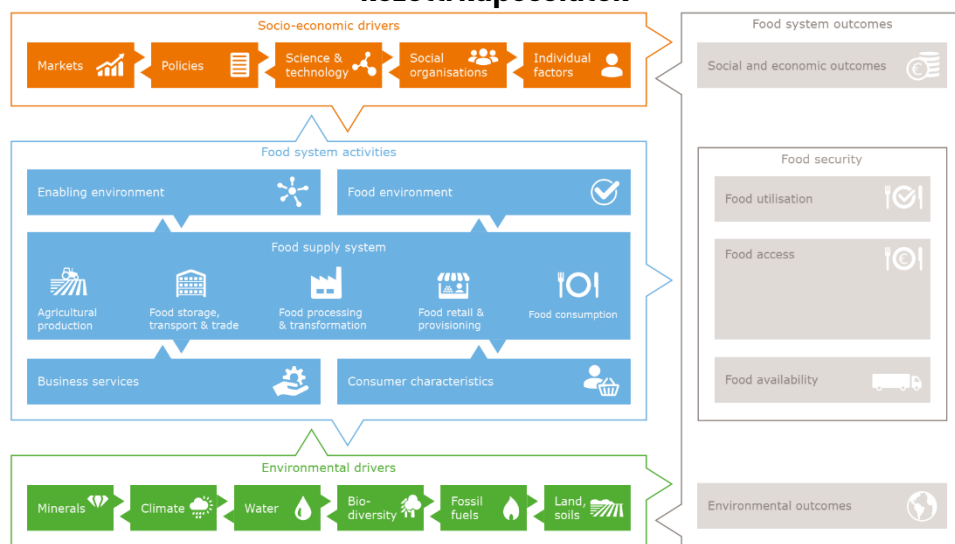 közötti kapcsolatok
Socio-economic drivers
Markets
Policies
Science &
technology
Social
organisations
Individual
factors
Food system activities
Enabling environment
Food environment
Food supply system
Agricultural
production
Food storage,
transport & trade
Food processing
& transformation
Food retail &
provisioning
Food consumption
Business services
Consumer characteristics
Environmental drivers
Minerals
Climate
Water
Bio-
diversity
Fossil
fuels
Land,
soils
Food system outcomes
Social and economic outcomes
Food security
Food utilisation
Food access
Food availability
Environmental outcomes